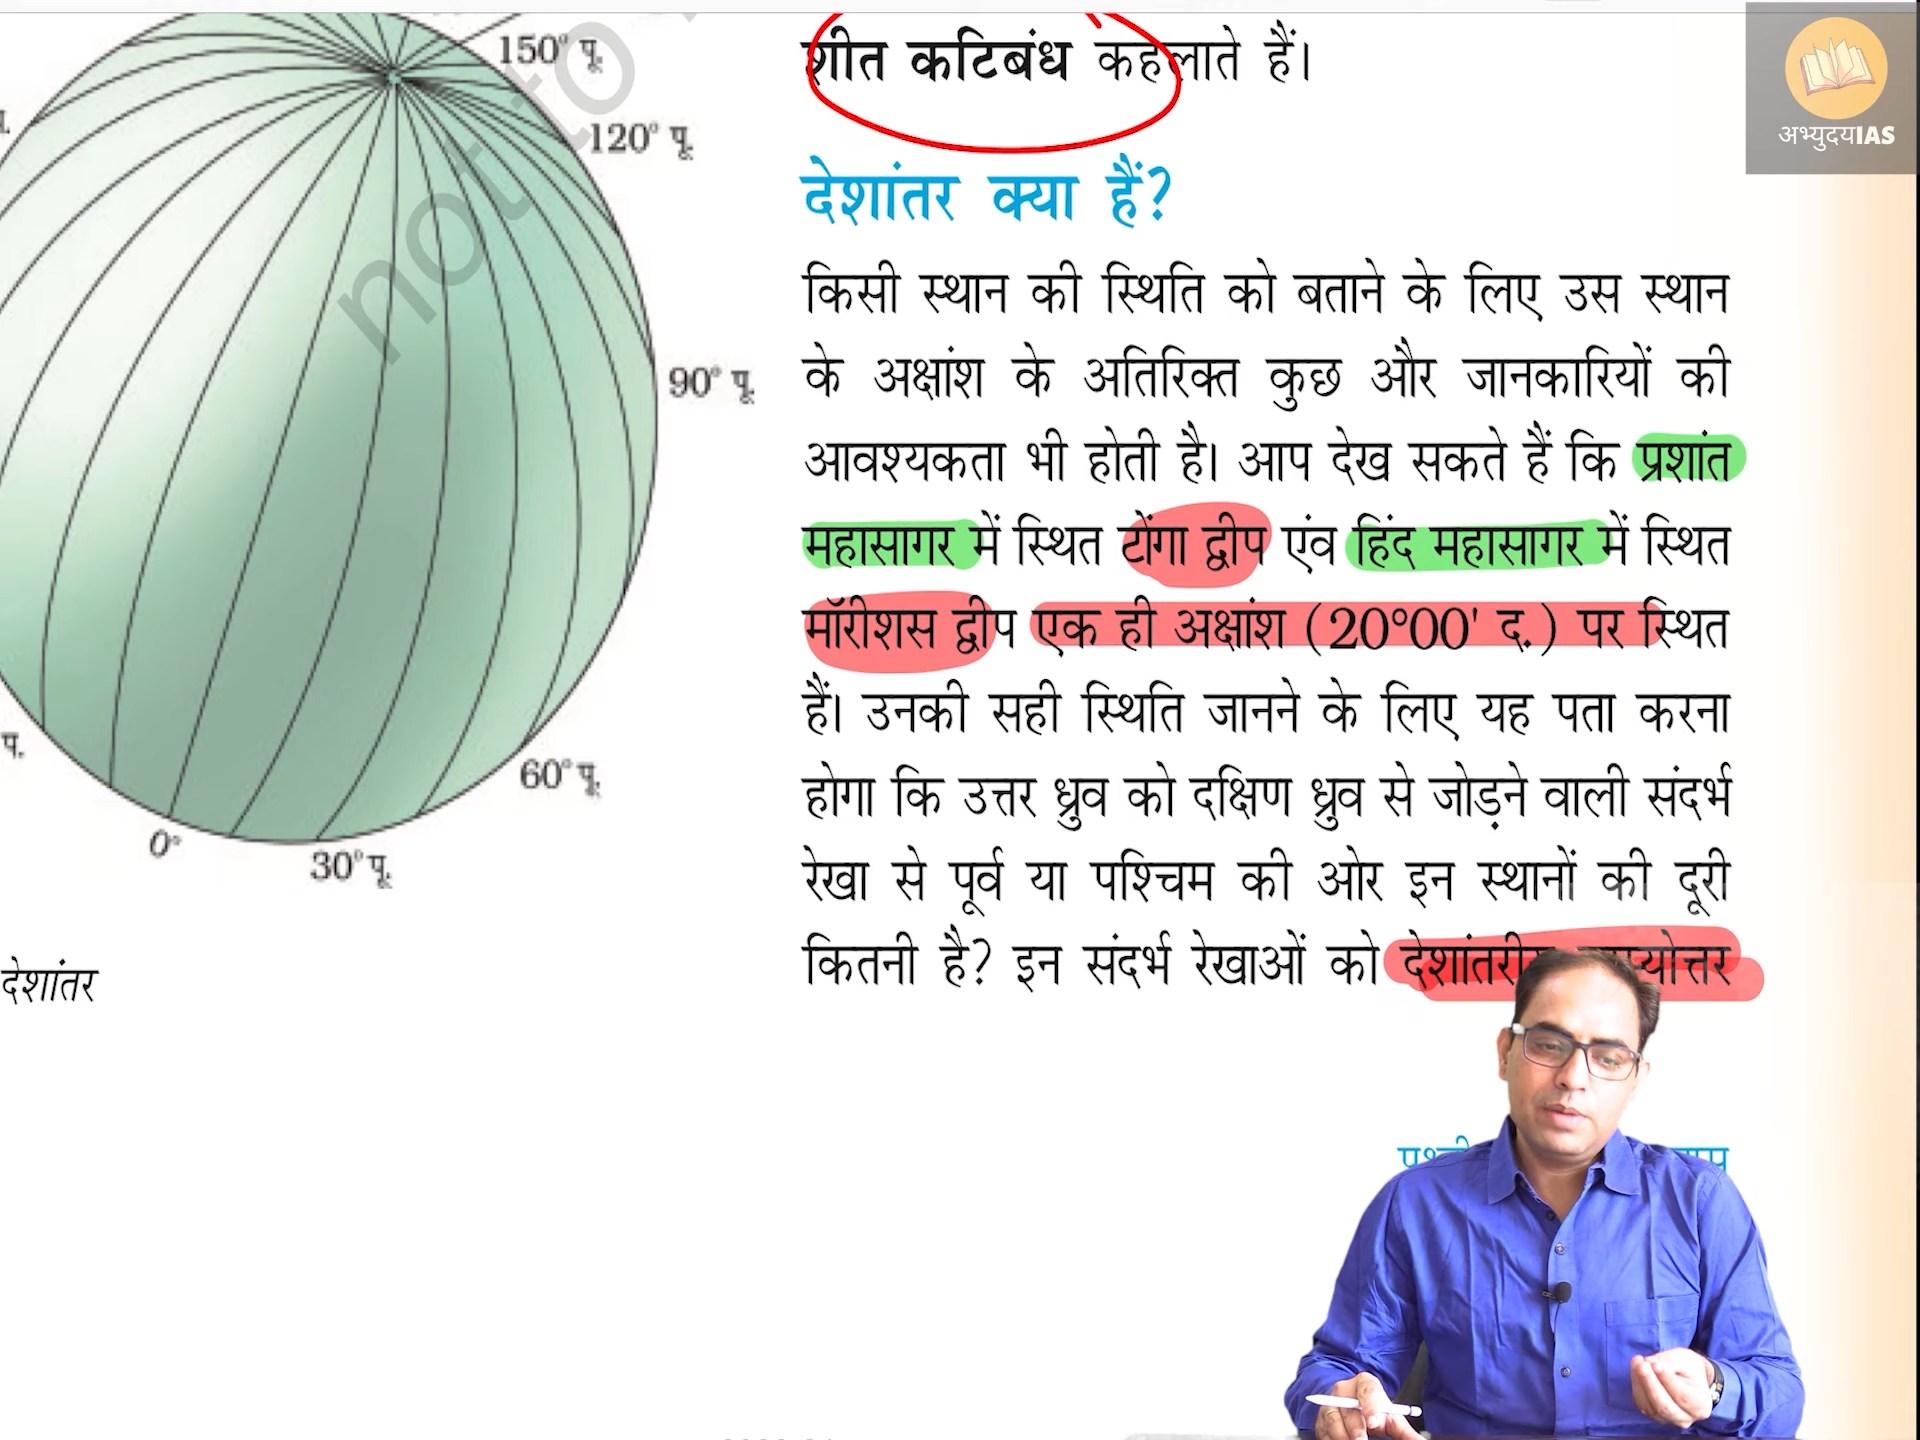 150° पू.
120° पू.
90° पू.
60° पू.
0°
30° पू.
प.
देशांतर
not to
शीत कटिबंध कहलाते हैं।
देशांतर क्या हैं?
किसी स्थान की स्थिति को बताने के लिए उस स्थान
के अक्षांश के अतिरिक्त कुछ और जानकारियों की
आवश्यकता भी होती है। आप देख सकते हैं कि प्रशांत
महासागर में स्थित टोंगा द्वीप एंव हिंद महासागर में स्थित
मॉरीशस द्वीप एक ही अक्षांश (20°00' द.) पर स्थित
हैं। उनकी सही स्थिति जानने के लिए यह पता करना
होगा कि उत्तर ध्रुव को दक्षिण ध्रुव से जोड़ने वाली संदर्भ
रेखा से पूर्व या पश्चिम की ओर इन स्थानों की दूरी
कितनी है? इन संदर्भ रेखाओं को
अभ्युदयIAS